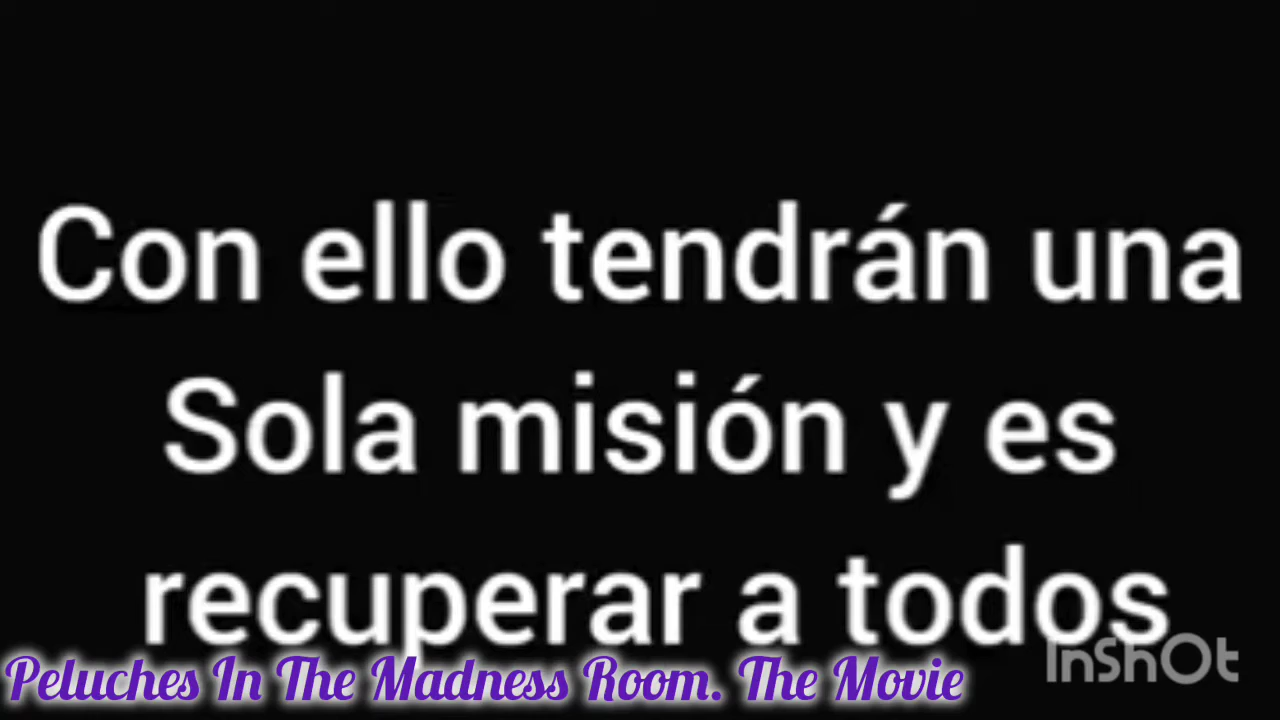 Con ello tendrán una
Sola misión y es
recuperar a todos
Peluches In The Madness Room. The Movie
InShOt